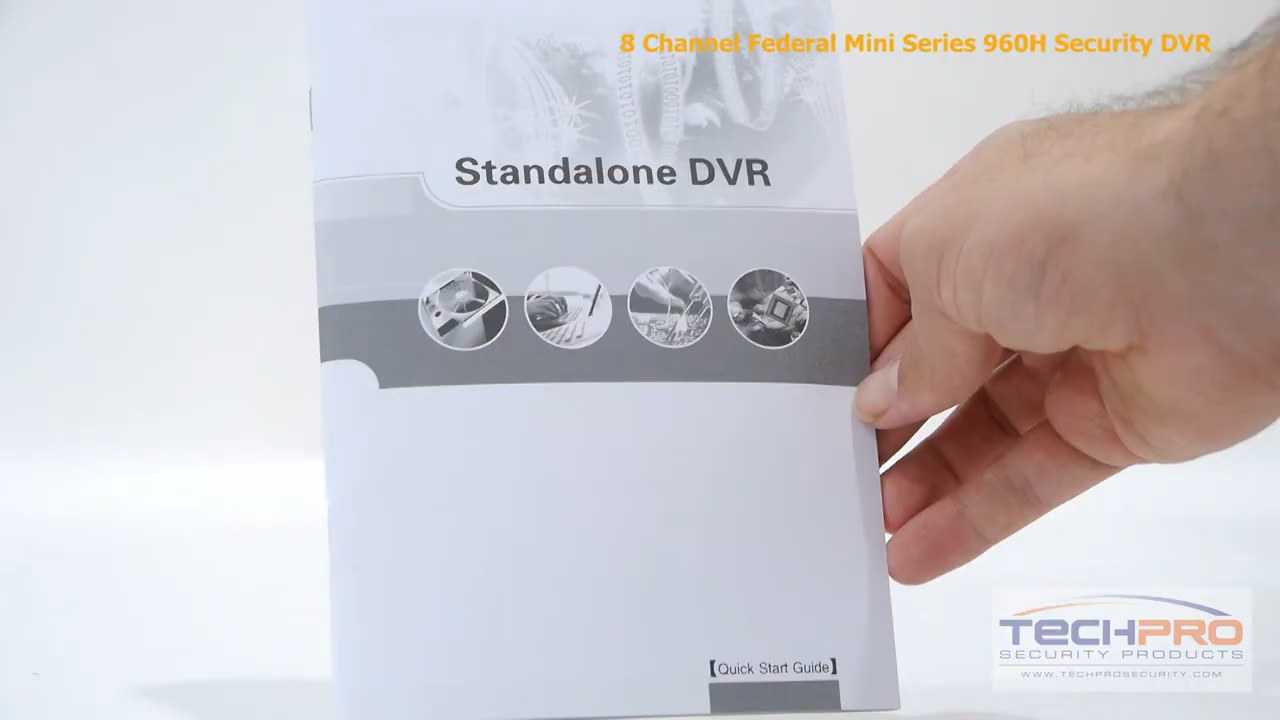 8 Channel Federal Mini Series 960H Security DVR
Standalone DVR
【Quick Start Guide】
TECHPRO
SECURITY PRODUCTS
WWW.TECHPROSECURITY.COM